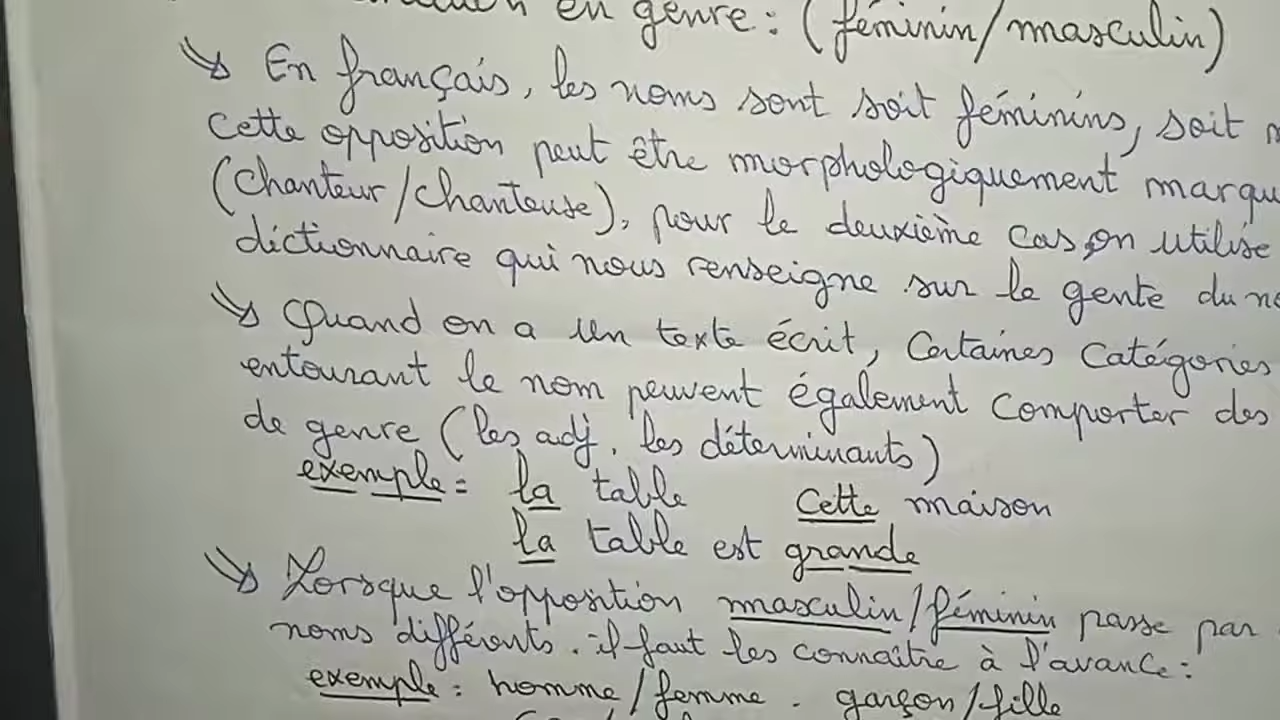 en genre : (féminin/masculin)
↘ En français, les noms sont soit féminins, soit
cette opposition peut être morphologiquement marqu
(chanteur/chanteuse), pour le deuxième cas, on utilise
dictionnaire qui nous renseigne sur le gente du
↘ Quand on a un texte écrit, Certaines Catégories
entourant le nom peuvent également comporter des
de genre (les adj, les déterminants)
exemple : la table Cette maison
la table est grande
↘ Lorsque l'opposition masculin/féminin passe par
noms différents. il faut les connaître à l'avance :
exemple : homme/femme. garçon/fille